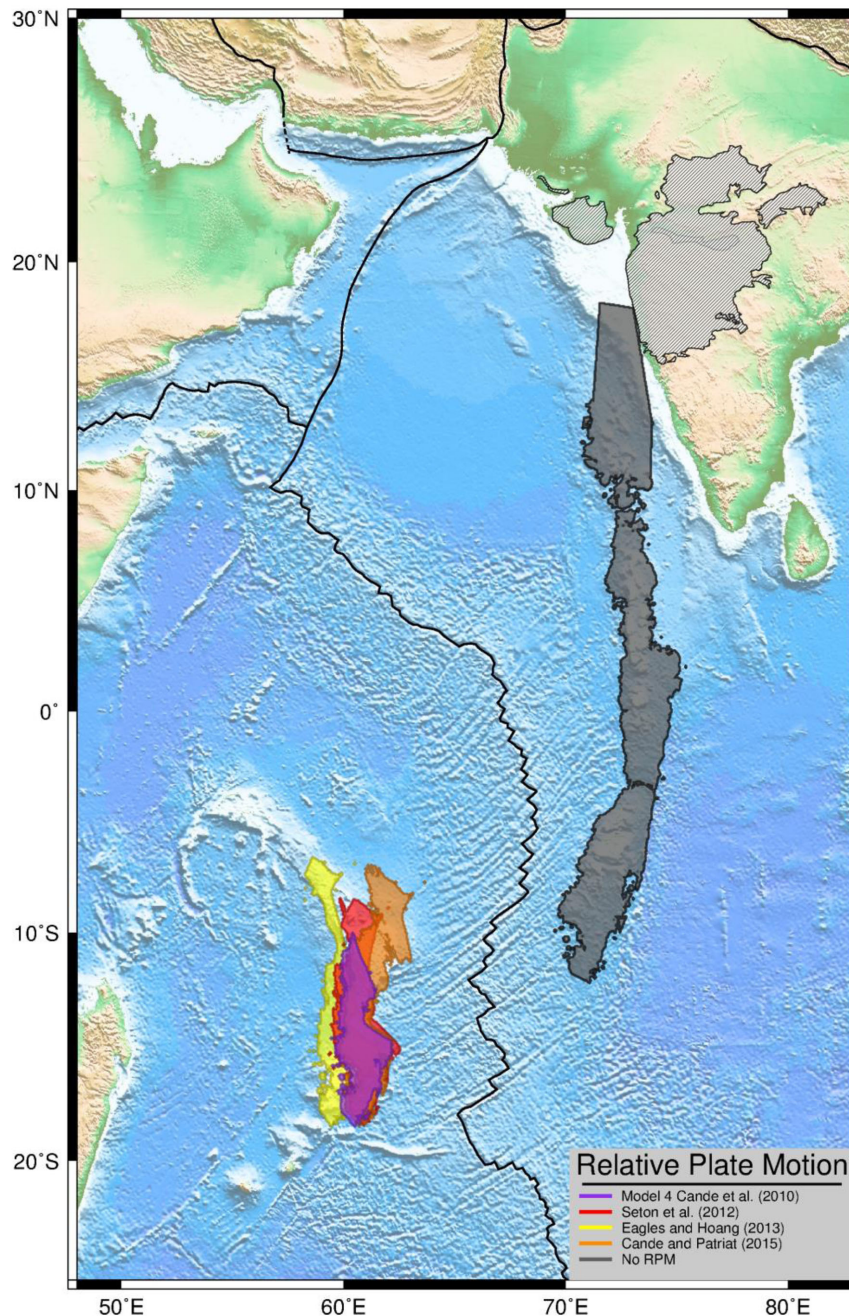 30°N
20°N
10°N
0°
10°S
20°S
Relative Plate Motion
Model 4 Cande et al. (2010)
Seton et al. (2012)
Eagles and Hoang (2013)
Cande and Patriat (2015)
No RPM
50°E 60°E 70°E 80°E